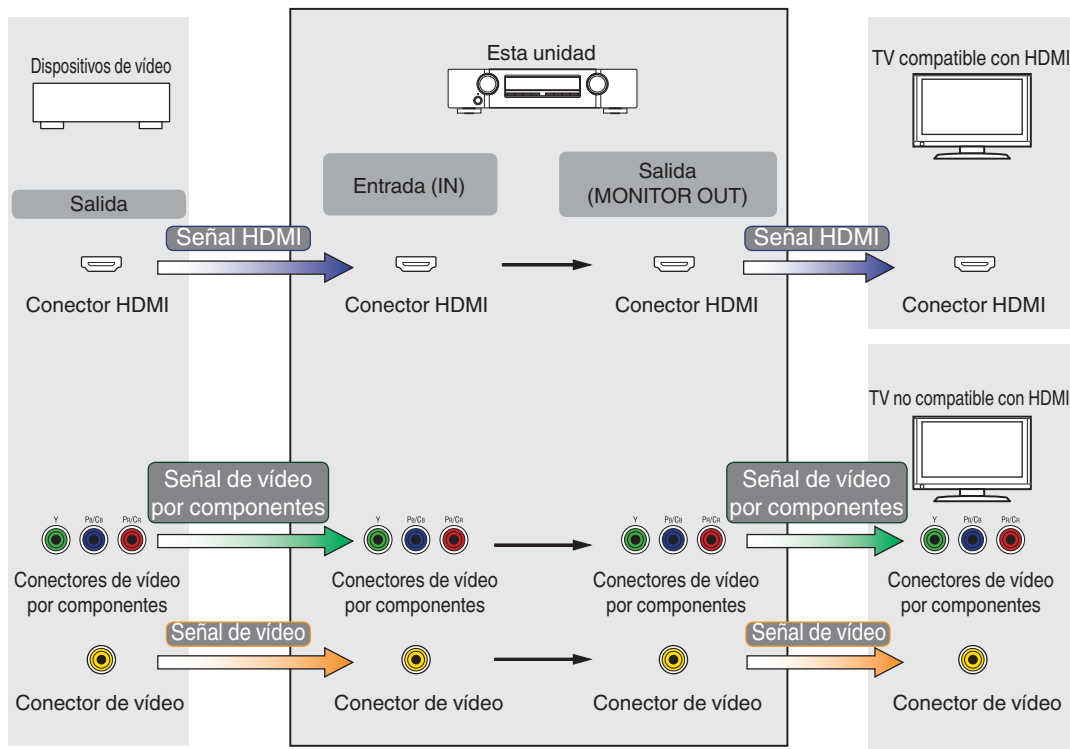 Dispositivos de vídeo
Esta unidad
TV compatible con HDMI
Salida
Entrada (IN)
Salida
(MONITOR OUT)
Señal HDMI
Señal HDMI
Conector HDMI
Conector HDMI
Conector HDMI
Conector HDMI
TV no compatible con HDMI
Señal de vídeo
por componentes
Señal de vídeo
por componentes
Y PB/CB PR/CR
Y PB/CB PR/CR
Y PB/CB PR/CR
Y PB/CB PR/CR
Conectores de vídeo
por componentes
Conectores de vídeo
por componentes
Conectores de vídeo
por componentes
Conectores de vídeo
por componentes
Señal de vídeo
Señal de vídeo
Conector de vídeo
Conector de vídeo
Conector de vídeo
Conector de vídeo